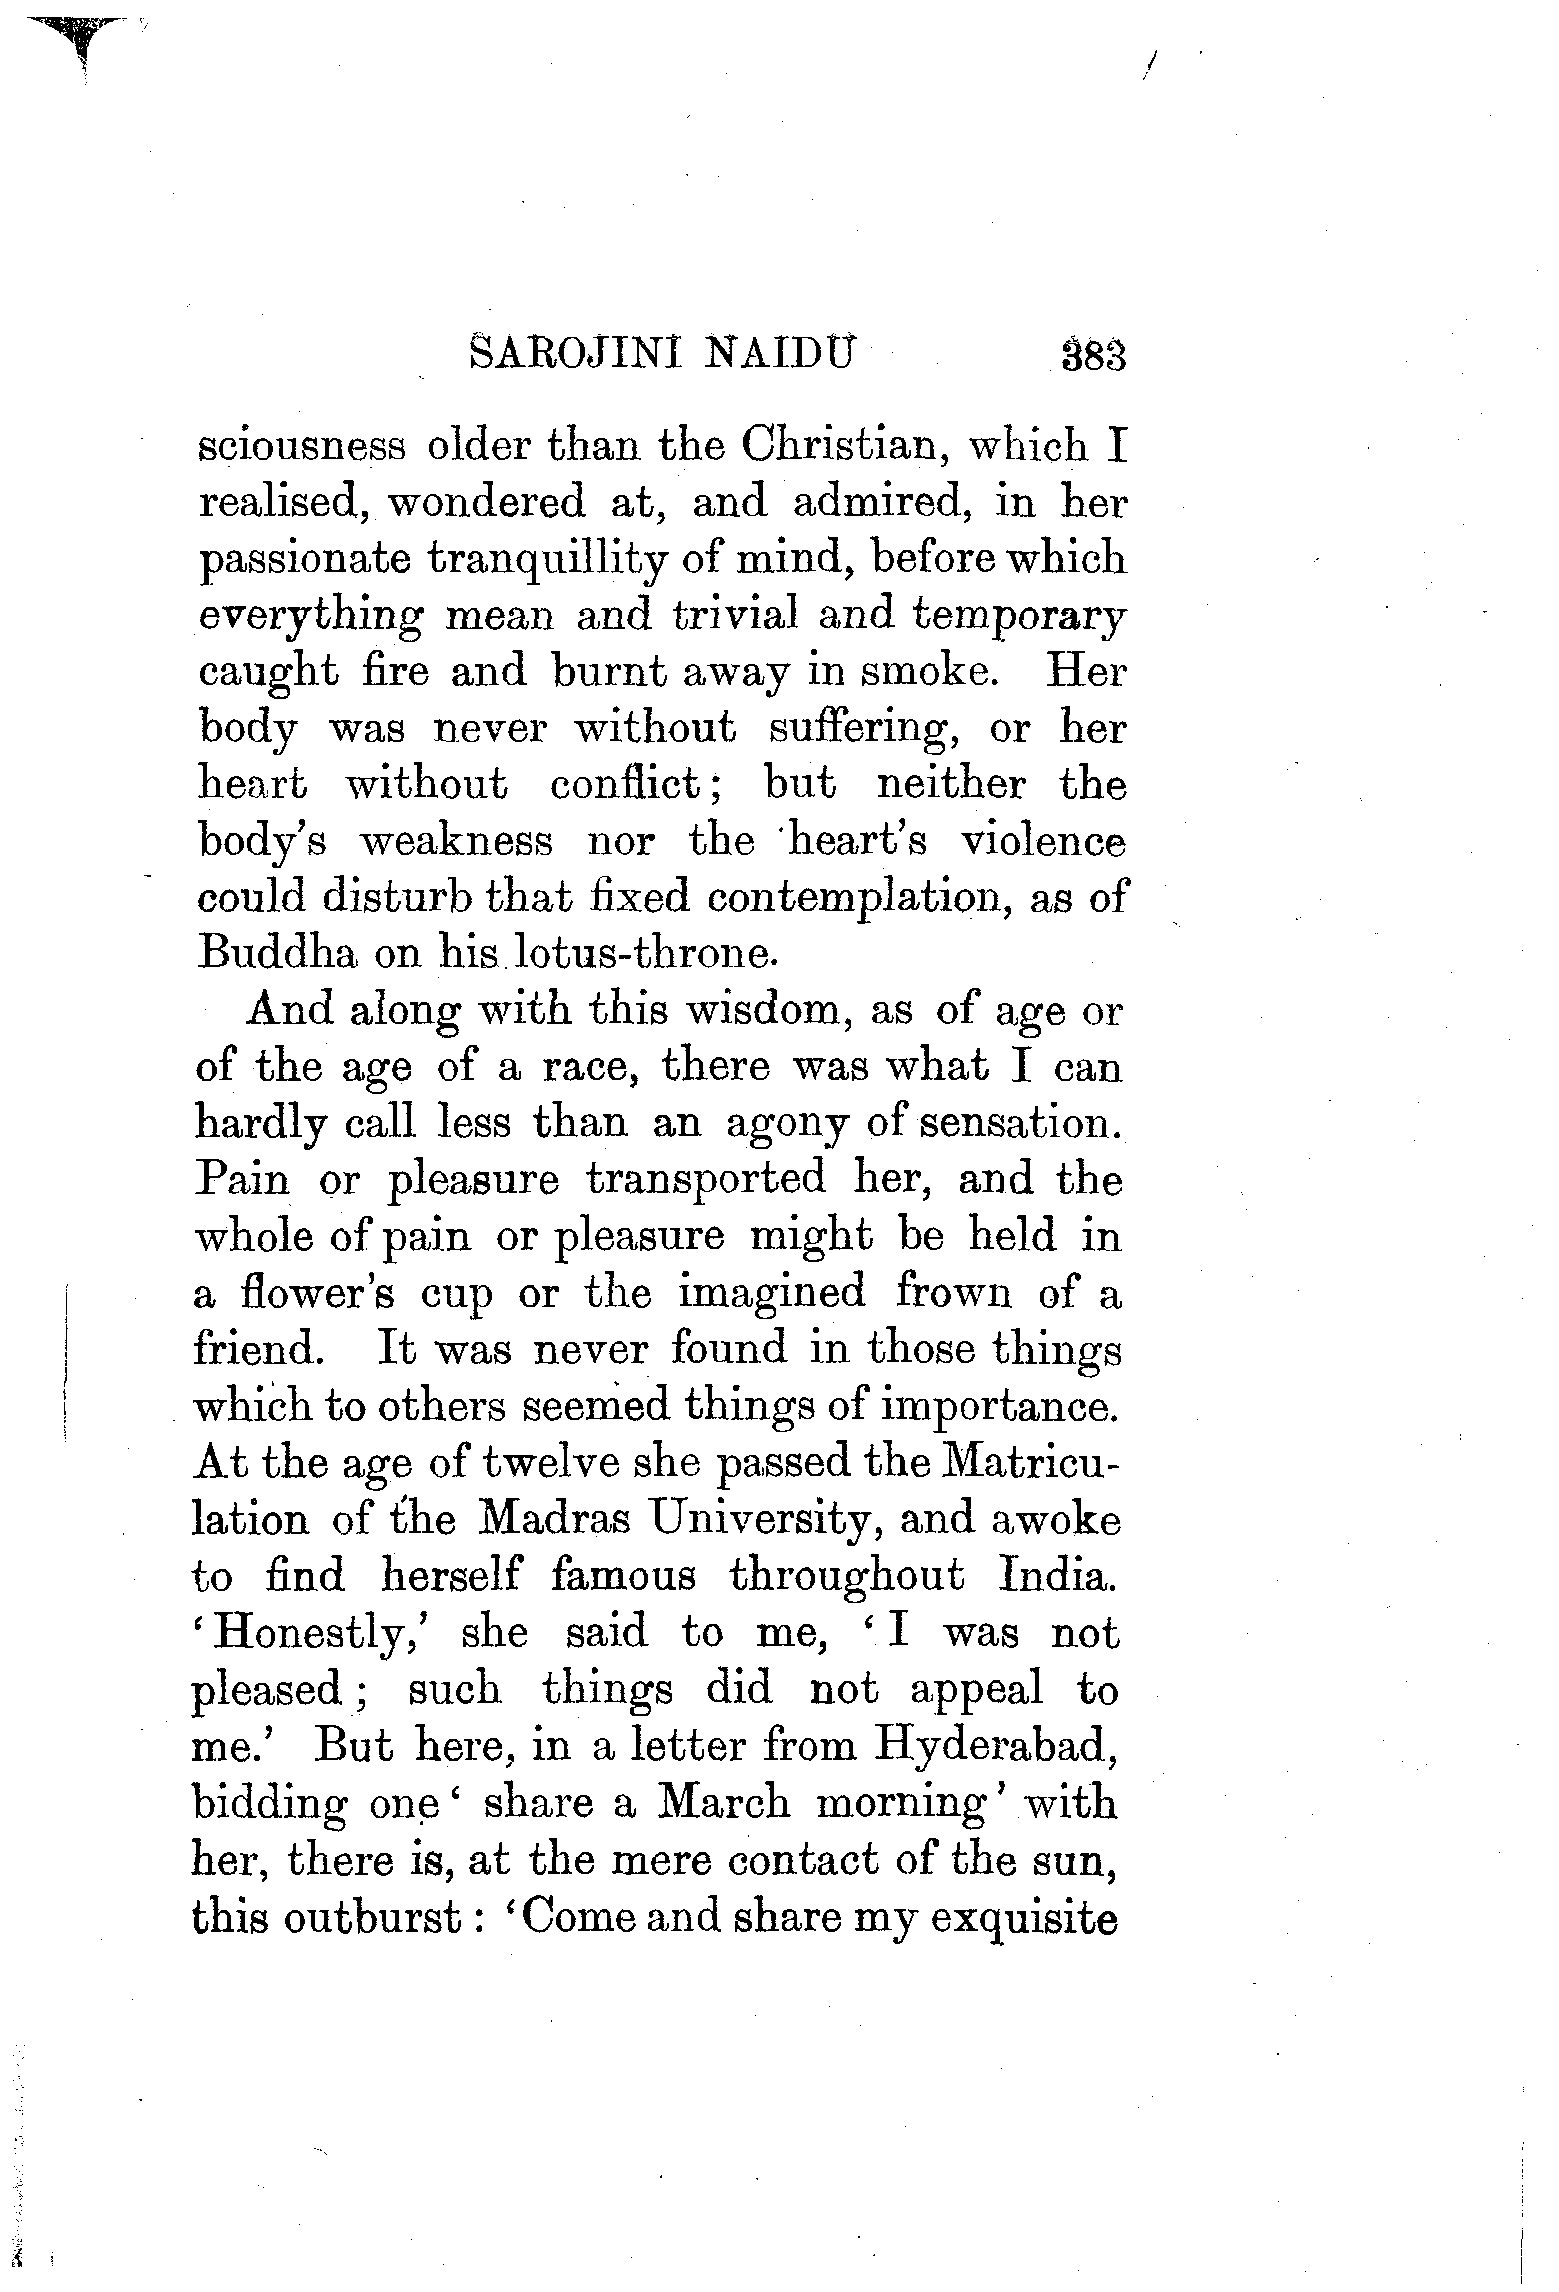 SAROJINI NAIDU 383
sciousness older than the Christian, which I
realised, wondered at, and admired, in her
passionate tranquillity of mind, before which
everything mean and trivial and temporary
caught fire and burnt away in smoke. Her
body was never without suffering, or her
heart without conflict; but neither the
body's weakness nor the heart's violence
could disturb that fixed contemplation, as of
Buddha on his lotus-throne.
And along with this wisdom, as of age or
of the age of a race, there was what I can
hardly call less than an agony of sensation.
Pain or pleasure transported her, and the
whole of pain or pleasure might be held in
a flower's cup or the imagined frown of a
friend. It was never found in those things
which to others seemed things of importance.
At the age of twelve she passed the Matricu-
lation of the Madras University, and awoke
to find herself famous throughout India.
'Honestly,' she said to me, 'I was not
pleased; such things did not appeal to
me.' But here, in a letter from Hyderabad,
bidding one' share a March morning' with
her, there is, at the mere contact of the sun,
this outburst: 'Come and share my exquisite